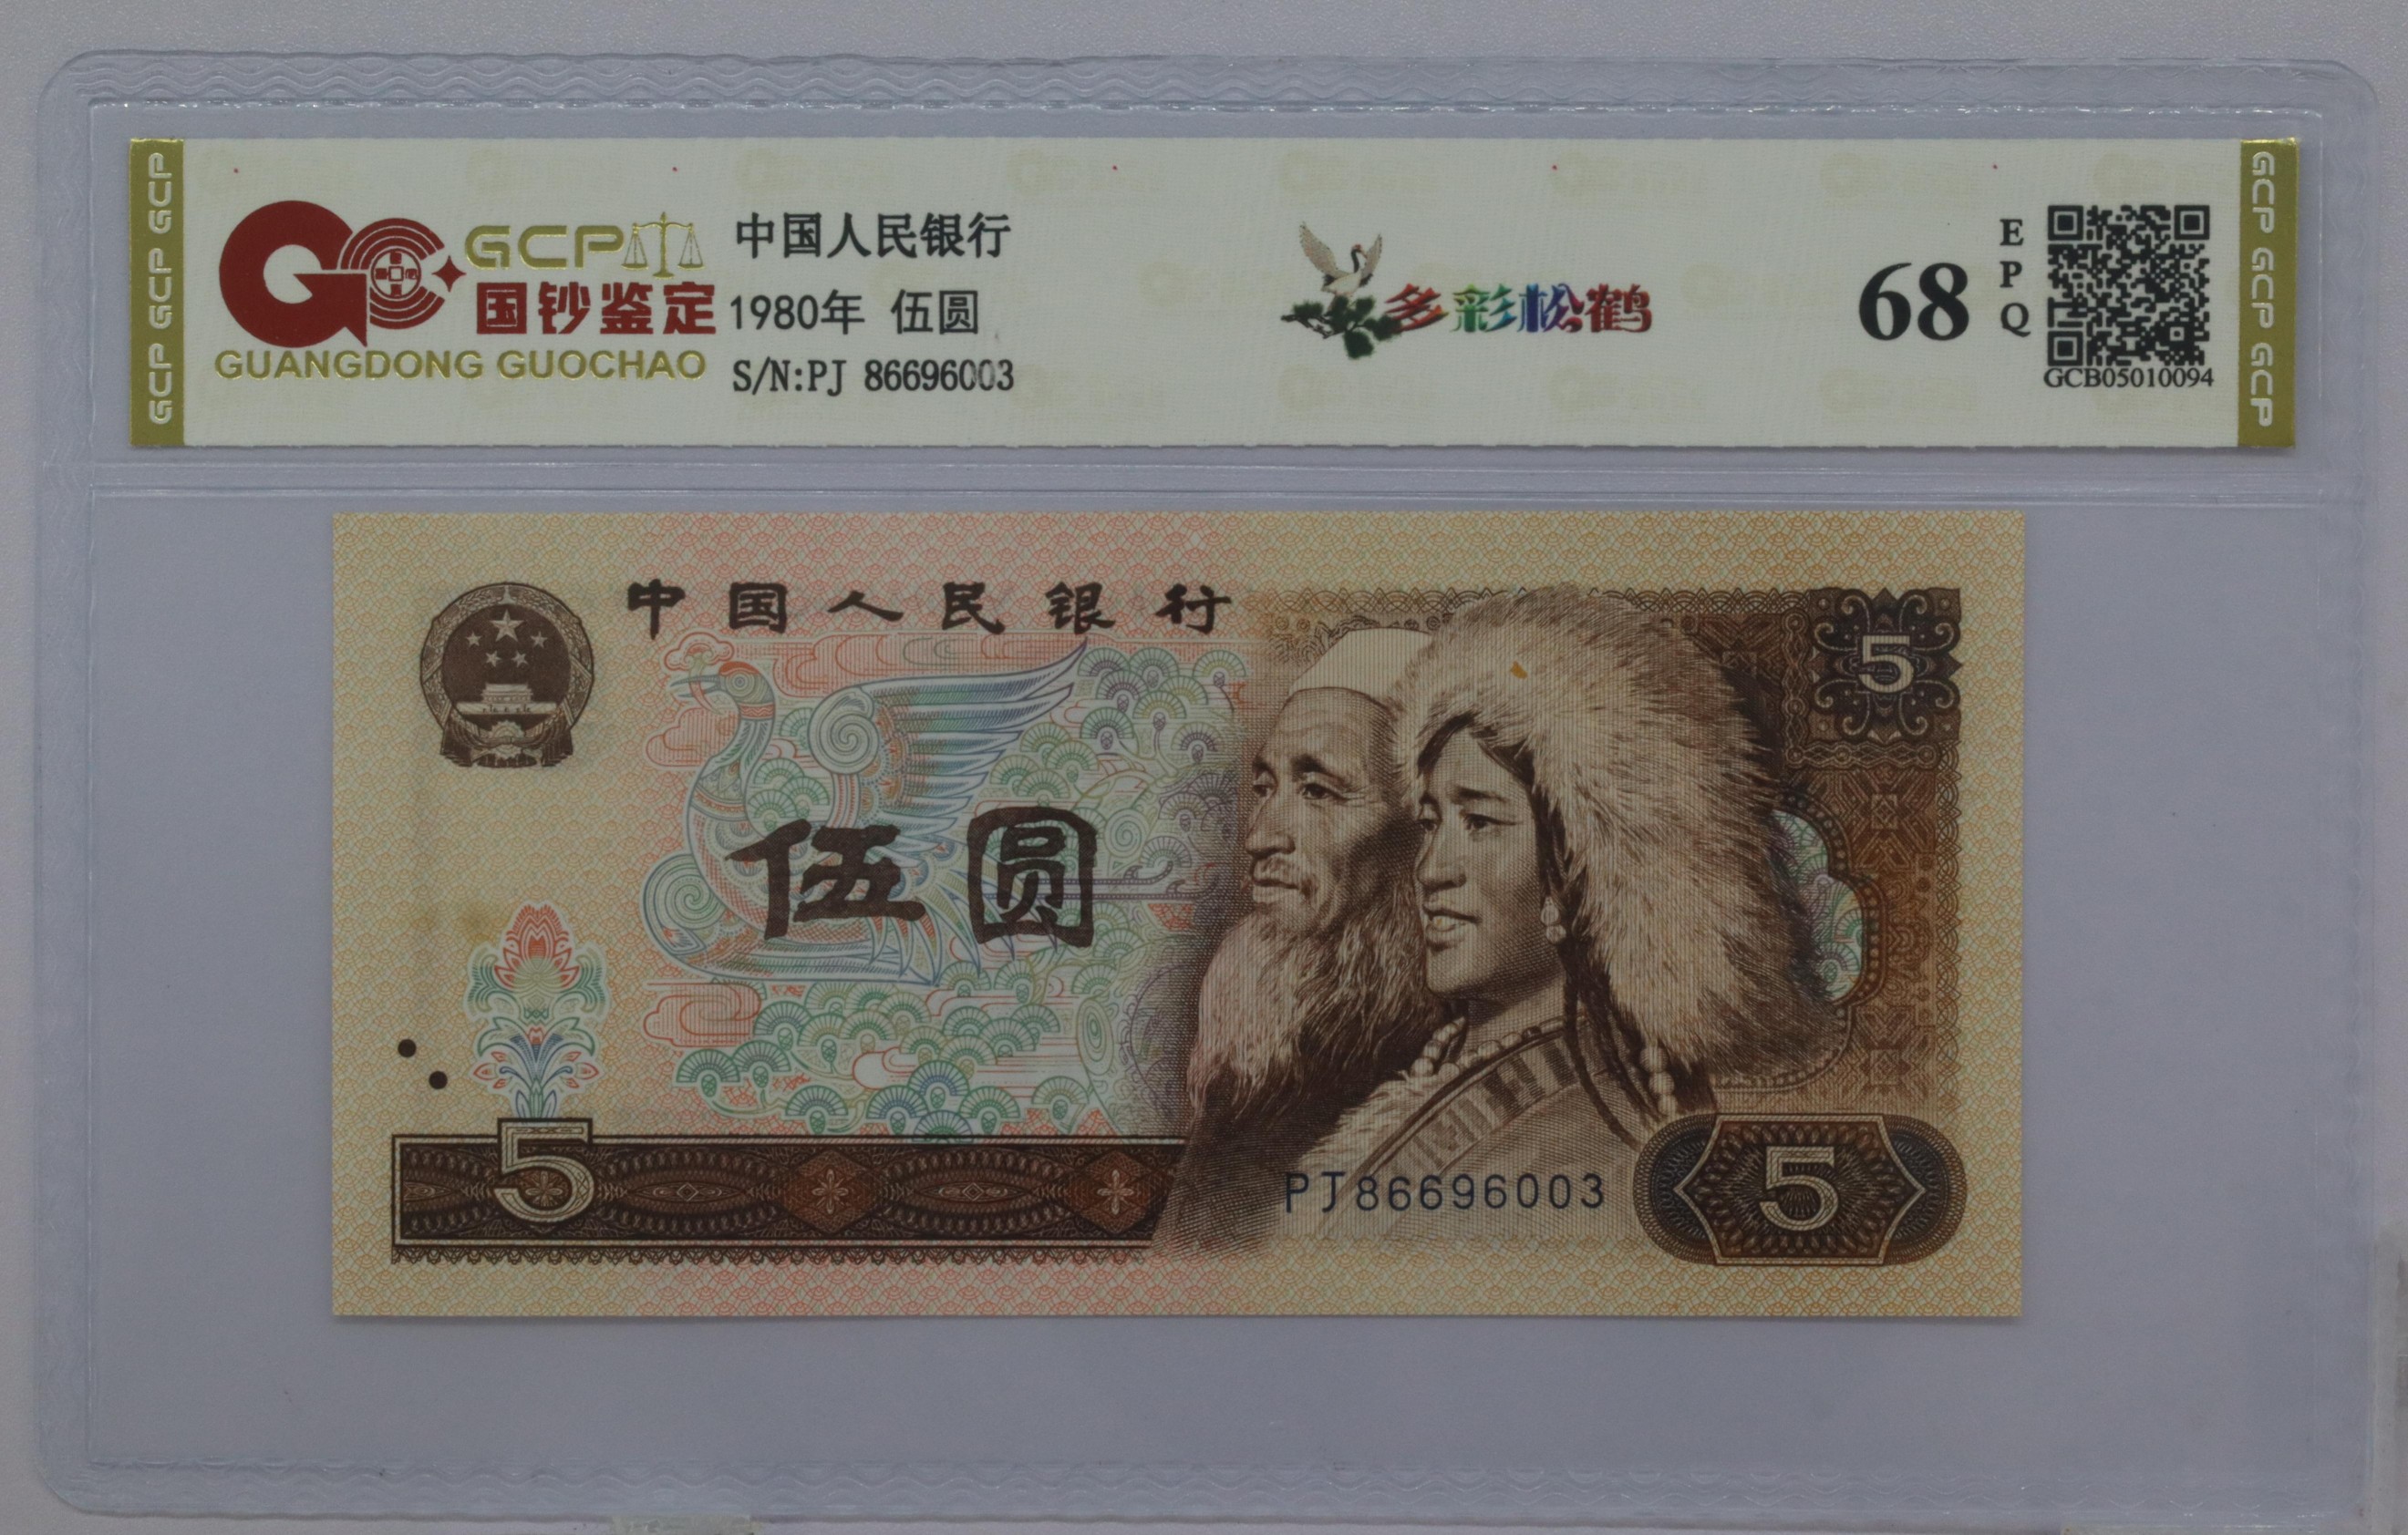 GCP GCP GCP
GCP
国钞鉴定
GUANGDONG GUOCHAO
中国人民银行
1980年 伍圆
S/N:PJ 86696003
多彩松鹤
68
EPQ
GCB05010094
GCP GCP GCP
中国人民银行
5
伍圆
5
PJ86696003
5